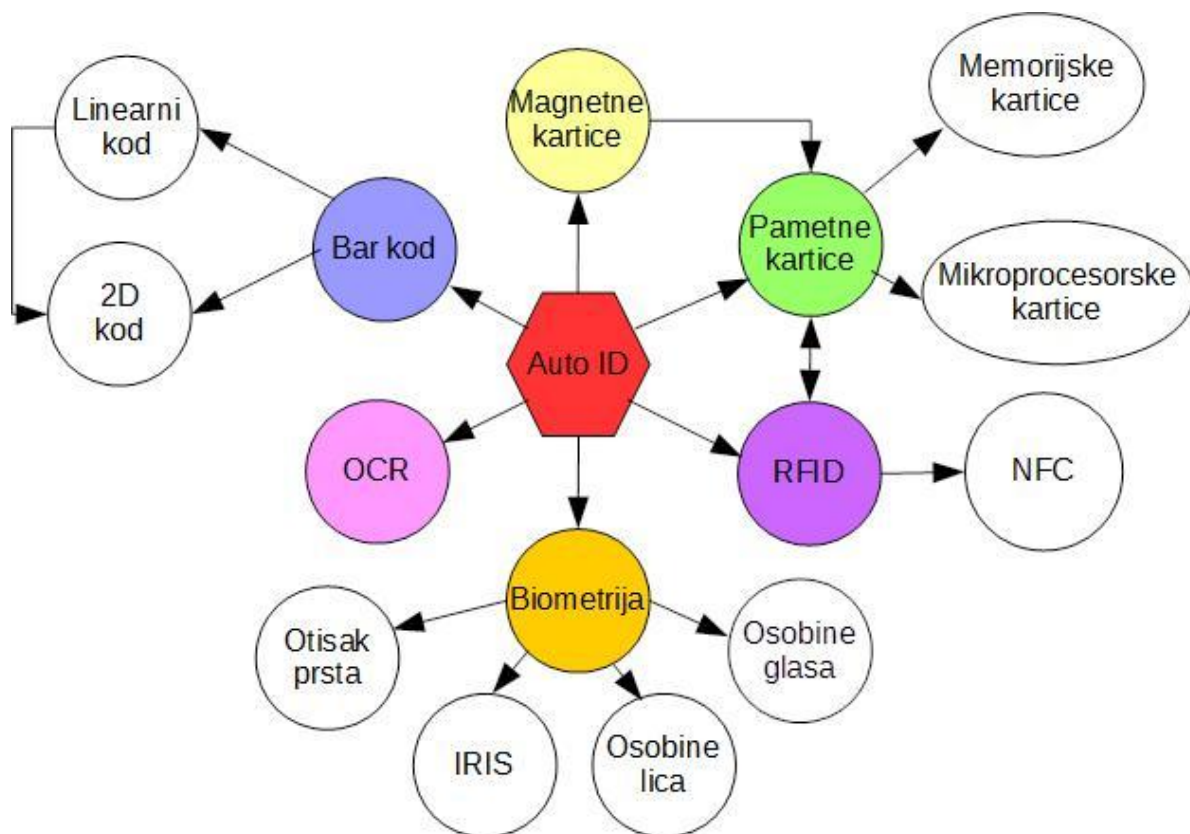 Linearni
kod
Magnetne
kartice
Memorijske
kartice
Bar kod
Pametne
kartice
2D
kod
Mikroprocesorske
kartice
Auto ID
OCR
RFID
NFC
Biometrija
Otisak
prsta
Osobine
glasa
IRIS
Osobine
lica